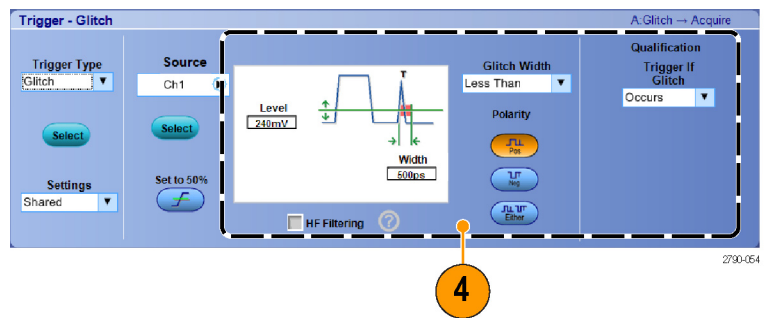 Trigger - Glitch
A:Glitch → Acquire
Trigger Type
Glitch
Select
Settings
Shared
Source
Ch1
Select
Set to 50%
Level
240mV
T
Width
500ps
HF Filtering
?
Glitch Width
Less Than
Polarity
Pos
Neg
Either
Qualification
Trigger If
Glitch
Occurs
4
2790-054